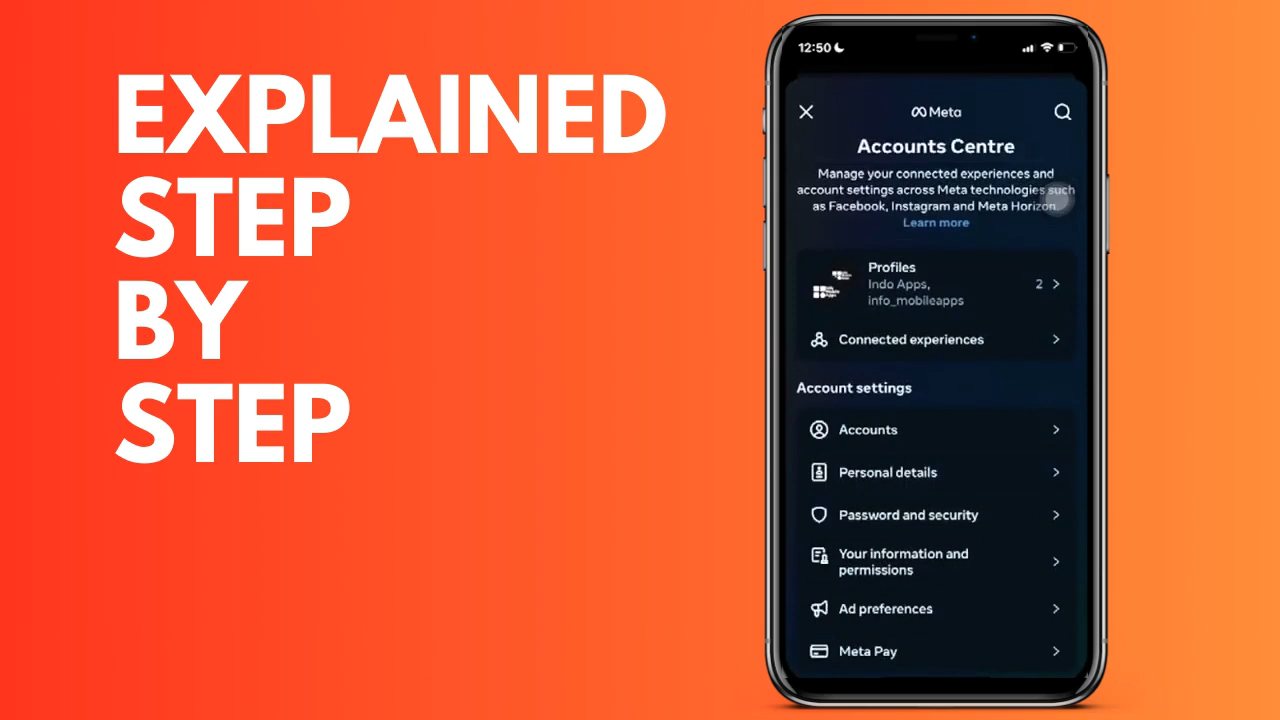 EXPLAINED
STEP
BY
STEP
12:50
Meta
Accounts Centre
Manage your connected experiences and
account settings across Meta technologies such
as Facebook, Instagram and Meta Horizon.
Learn more
Profiles
Indo Apps,
info_mobileapps
2
Connected experiences
Account settings
Accounts
Personal details
Password and security
Your information and
permissions
Ad preferences
Meta Pay